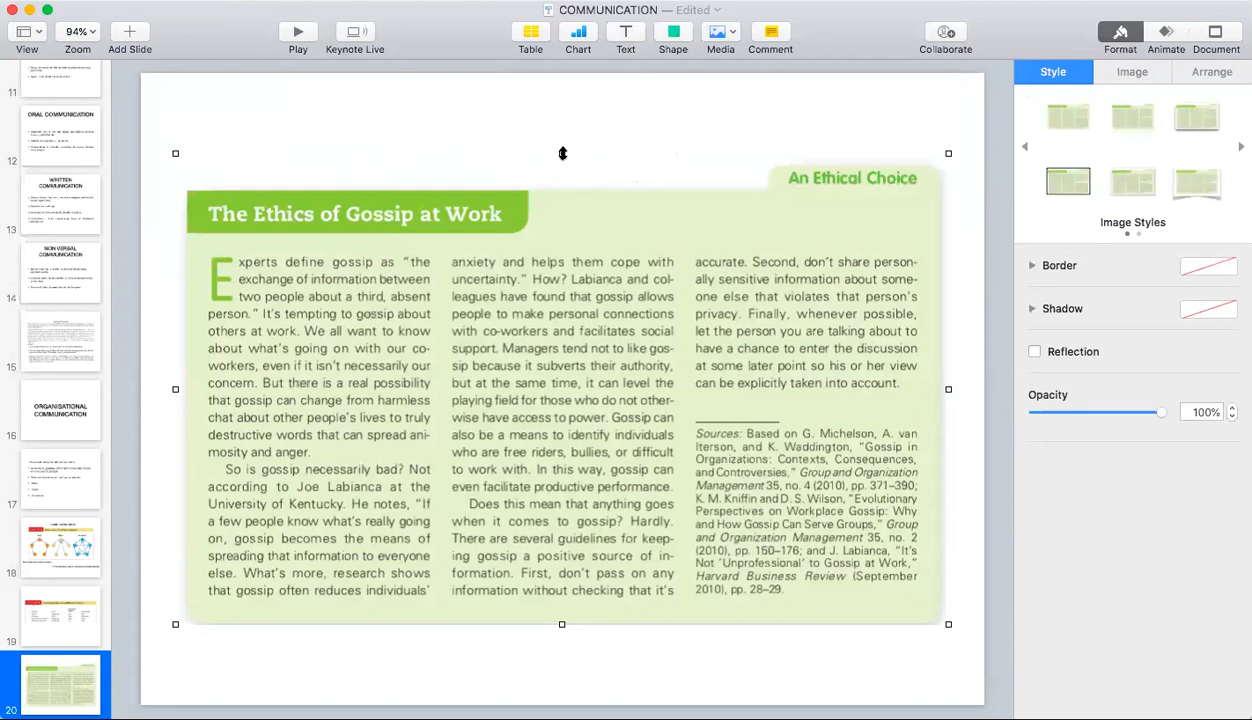 COMMUNICATION — Edited
View
94%
Zoom
Add Slide
Play
Keynote Live
Table
Chart
Text
Shape
Media
Comment
Collaborate
Format
Animate
Document
11
ORAL COMMUNICATION
12
WRITTEN
COMMUNICATION
13
NON VERBAL
COMMUNICATION
14
15
ORGANISATIONAL
COMMUNICATION
16
17
18
19
20
An Ethical Choice
The Ethics of Gossip at Work
Experts define gossip as “the
exchange of information between
two people about a third, absent
person.” It’s tempting to gossip about
others at work. We all want to know
about what’s going on with our co-
workers, even if it isn’t necessarily our
concern. But there is a real possibility
that gossip can change from harmless
chat about other people’s lives to truly
destructive words that can spread ani-
mosity and anger.
So is gossip necessarily bad? Not
according to Joe Labianca at the
University of Kentucky. He notes, “If
a few people know what’s really going
on, gossip becomes the means of
spreading that information to everyone
else. What’s more, research shows
that gossip often reduces individuals’
anxiety and helps them cope with
uncertainty.” How? Labianca and col-
leagues have found that gossip allows
people to make personal connections
with co-workers and facilitates social
support. Managers tend not to like gos-
sip because it subverts their authority,
but at the same time, it can level the
playing field for those who do not other-
wise have access to power. Gossip can
also be a means to identify individuals
who are free riders, bullies, or difficult
to work with. In this way, gossip can
even facilitate productive performance.
Does this mean that anything goes
when it comes to gossip? Hardly.
There are several guidelines for keep-
ing gossip a positive source of in-
formation. First, don’t pass on any
information without checking that it’s
accurate. Second, don’t share person-
ally sensitive information about some-
one else that violates that person’s
privacy. Finally, whenever possible,
let the person you are talking about to
have a chance to enter the discussion
at some later point so his or her view
can be explicitly taken into account.
Sources: Based on G. Michelson, A. van
Iterson, and K. Waddington, “Gossip in
Organizations: Contexts, Consequences,
and Controversies,” Group and Organization
Management 35, no. 4 (2010), pp. 371–390;
K. M. Kniffin and D. S. Wilson, “Evolutionary
Perspectives on Workplace Gossip: Why
and How Gossip Can Serve Groups,” Group
and Organization Management 35, no. 2
(2010), pp. 150–176; and J. Labianca, “It’s
Not ‘Unprofessional’ to Gossip at Work,”
Harvard Business Review (September
2010), pp. 28–29.
Style
Image
Arrange
Image Styles
Border
Shadow
Reflection
Opacity
100%